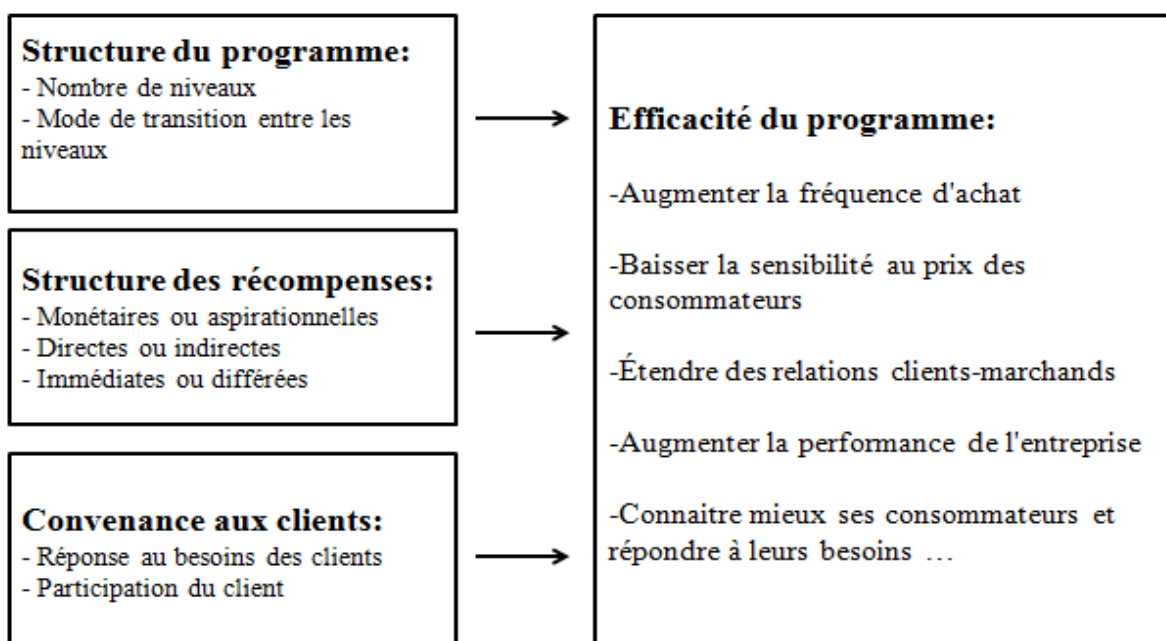 Structure du programme:
- Nombre de niveaux
- Mode de transition entre les
niveaux
Structure des récompenses:
- Monétaires ou aspirationnelles
- Directes ou indirectes
- Immédiates ou différées
Convenance aux clients:
- Réponse au besoins des clients
- Participation du client
Efficacité du programme:
-Augmenter la fréquence d'achat
-Baisser la sensibilité au prix des
consommateurs
-Étendre des relations clients-marchands
-Augmenter la performance de l'entreprise
-Connaitre mieux ses consommateurs et
répondre à leurs besoins ...